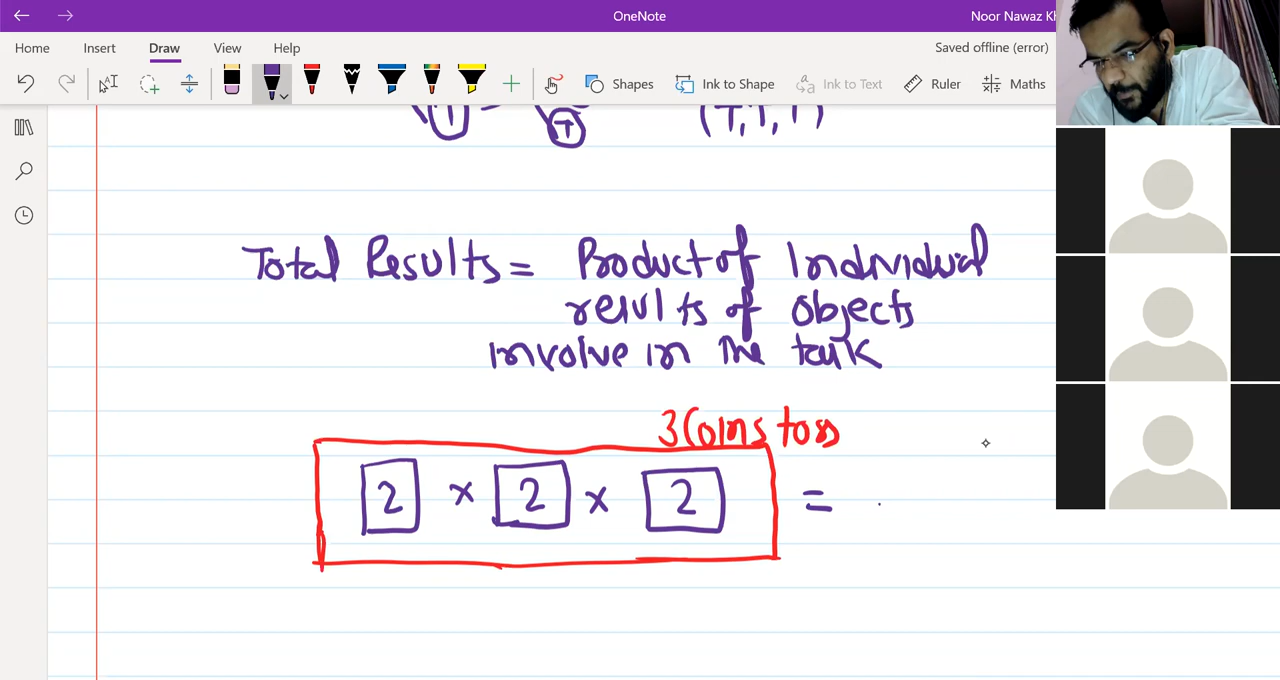 OneNote
Noor Nawaz Kh
Home Insert Draw View Help
Saved offline (error)
Shapes Ink to Shape Ink to Text Ruler Maths
(T, T, T)
T
Total Results = Product of Individual
results of objects
involve in the task
3 Coins toss
2 x 2 x 2 =